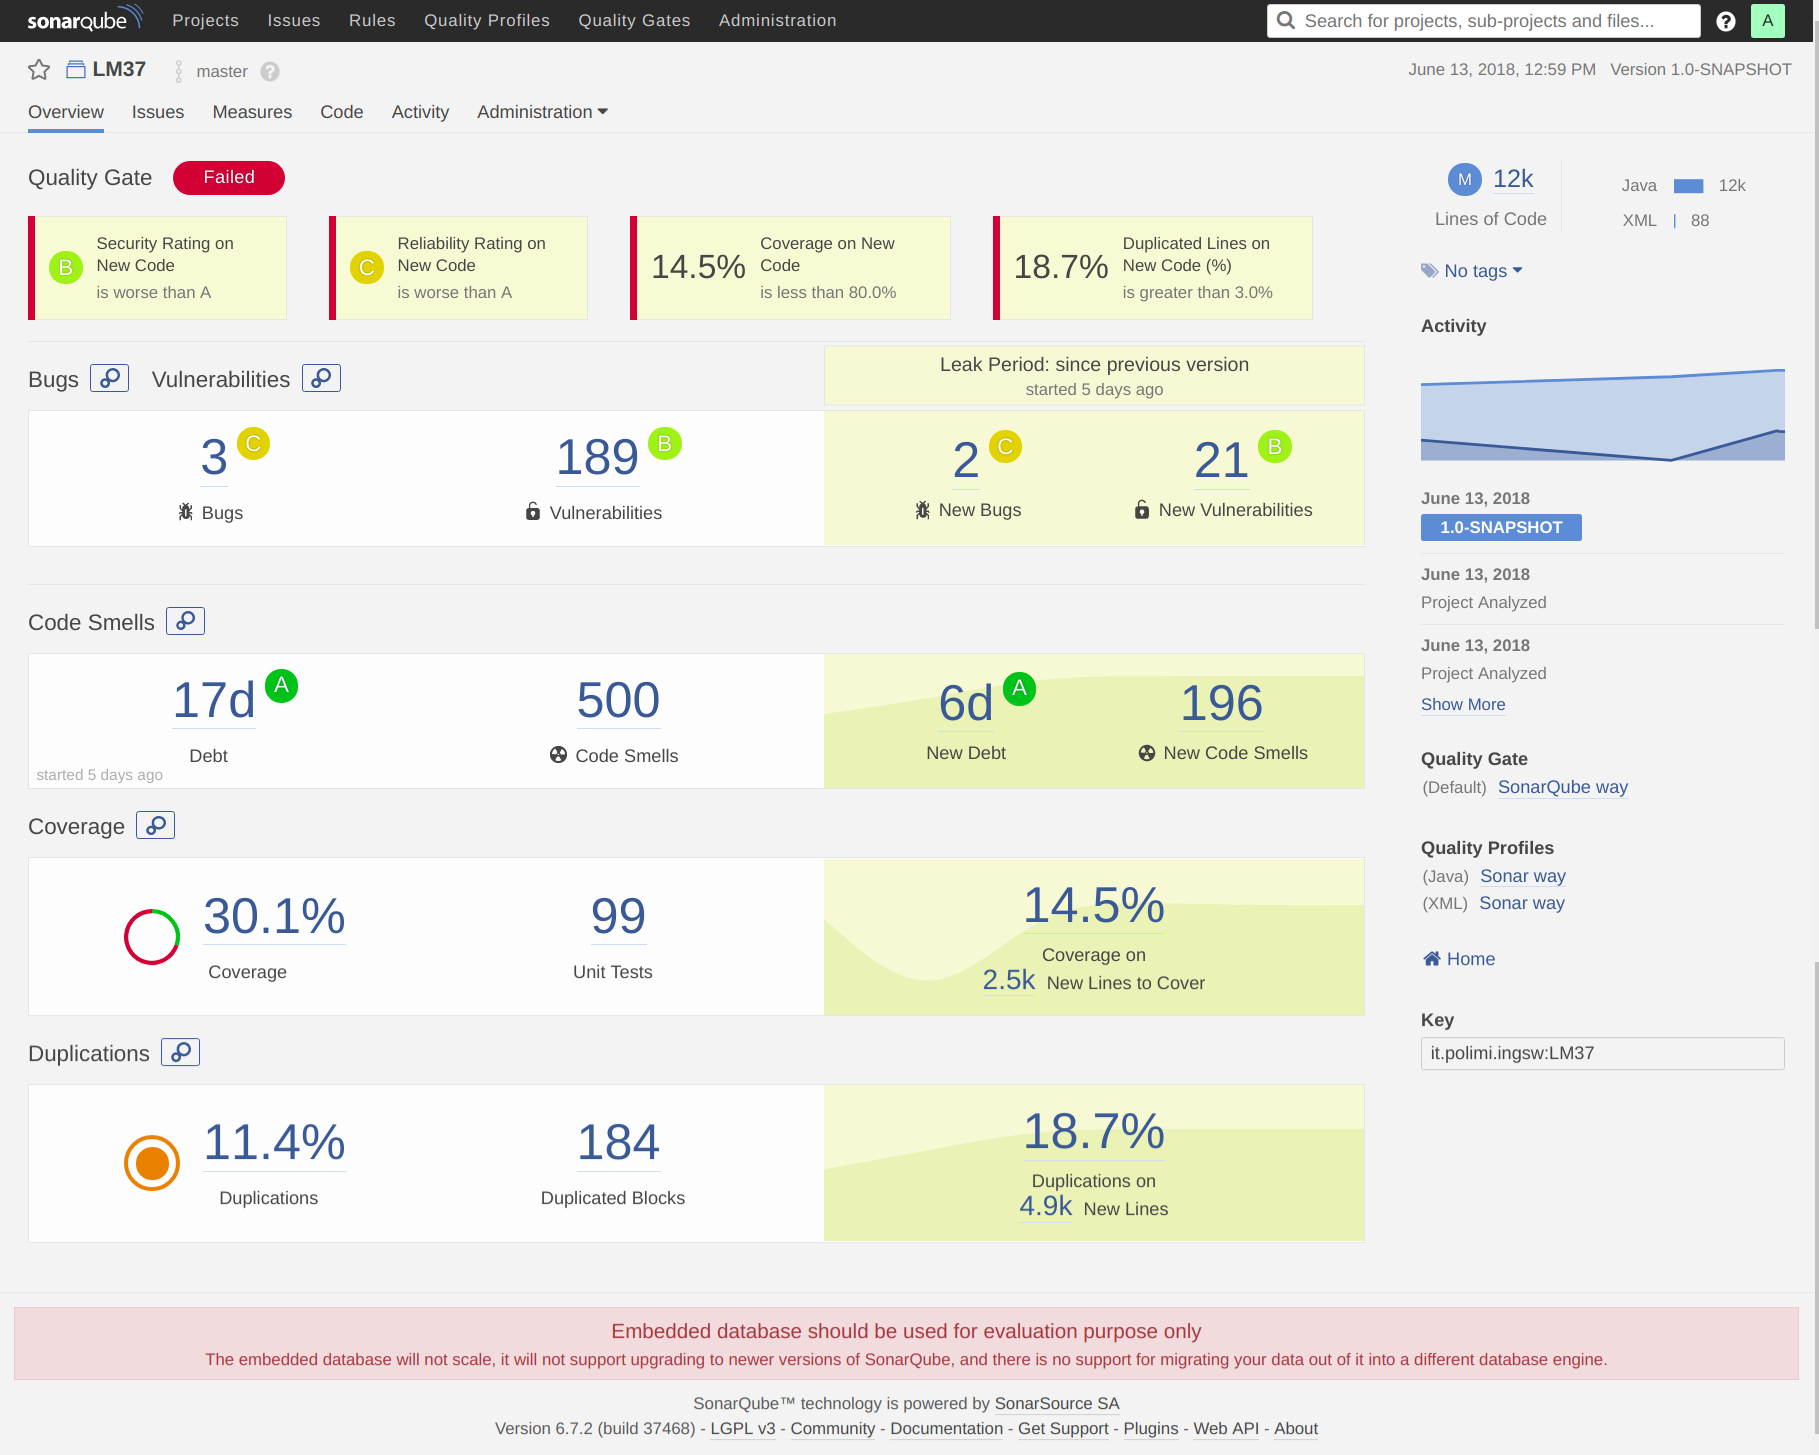 sonarqube Projects Issues Rules Quality Profiles Quality Gates Administration Search for projects, sub-projects and files... ? A
LM37 master ? June 13, 2018, 12:59 PM Version 1.0-SNAPSHOT
Overview Issues Measures Code Activity Administration
Quality Gate Failed
Security Rating on
New Code
B
is worse than A
Reliability Rating on
New Code
C
is worse than A
14.5%
Coverage on New
Code
is less than 80.0%
18.7%
Duplicated Lines on
New Code (%)
is greater than 3.0%
Bugs Vulnerabilities
Leak Period: since previous version
started 5 days ago
3 C 189 B 2 C 21 B
Bugs Vulnerabilities New Bugs New Vulnerabilities
Code Smells
17d A 500 6d A 196
Debt Code Smells New Debt New Code Smells
started 5 days ago
Coverage
30.1% 99 14.5%
Coverage Unit Tests Coverage on
2.5k New Lines to Cover
Duplications
11.4% 184 18.7%
Duplications Duplicated Blocks Duplications on
4.9k New Lines
M 12k
Lines of Code
Java 12k
XML 88
No tags
Activity
June 13, 2018
1.0-SNAPSHOT
June 13, 2018
Project Analyzed
June 13, 2018
Project Analyzed
Show More
Quality Gate
(Default) SonarQube way
Quality Profiles
(Java) Sonar way
(XML) Sonar way
Home
Key
it.polimi.ingsw:LM37
Embedded database should be used for evaluation purpose only
The embedded database will not scale, it will not support upgrading to newer versions of SonarQube, and there is no support for migrating your data out of it into a different database engine.
SonarQube™ technology is powered by SonarSource SA
Version 6.7.2 (build 37468) - LGPL v3 - Community - Documentation - Get Support - Plugins - Web API - About